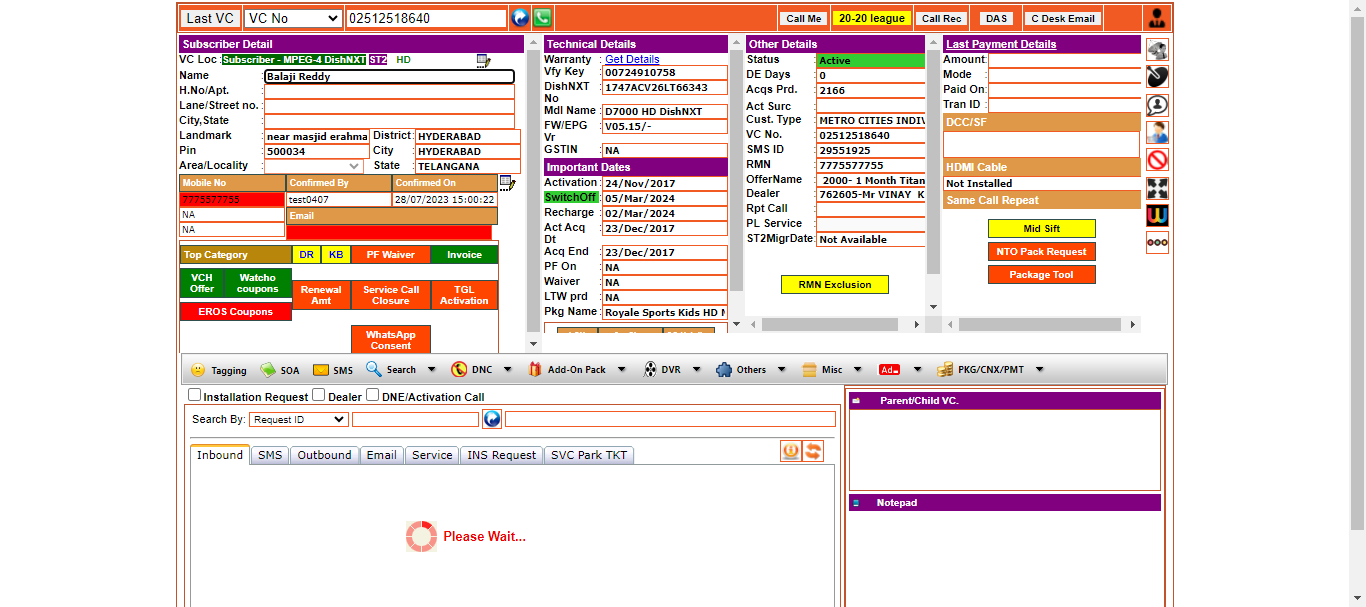 Last VC VC No 02512518640 Call Me 20-20 league Call Rec DAS C Desk Email
Subscriber Detail
VC Loc : Subscriber - MPEG-4 DishNXT ST2 HD
Name : Balaji Reddy
H.No/Apt. :
Lane/Street no. :
City,State :
Landmark : near masjid erahma District : HYDERABAD
Pin : 500034 City : HYDERABAD
Area/Locality : State : TELANGANA
Mobile No Confirmed By Confirmed On
7775577755 test0407 28/07/2023 15:00:22
NA Email
NA
Top Category DR KB PF Waiver Invoice
VCH Offer Watcho coupons Renewal Amt Service Call Closure TGL Activation
EROS Coupons
WhatsApp Consent
Technical Details
Warranty : Get Details
Vfy Key : 00724910758
DishNXT No : 1747ACV26LT66343
Mdl Name : D7000 HD DishNXT
FW/EPG Vr : V05.15/-
GSTIN : NA
Important Dates
Activation : 24/Nov/2017
SwitchOff : 05/Mar/2024
Recharge : 02/Mar/2024
Act Acq Dt : 23/Dec/2017
Acq End : 23/Dec/2017
PF On : NA
Waiver : NA
LTW prd : NA
Pkg Name : Royale Sports Kids HD
Other Details
Status : Active
DE Days : 0
Acqs Prd. : 2166
Act Surc :
Cust. Type : METRO CITIES INDIV
VC No. : 02512518640
SMS ID : 29551925
RMN : 7775577755
OfferName : 2000- 1 Month Titan
Dealer : 762605-Mr VINAY K
Rpt Call :
PL Service :
ST2MigrDate: Not Available
RMN Exclusion
Last Payment Details
Amount:
Mode :
Paid On:
Tran ID :
DCC/SF
HDMI Cable
Not Installed
Same Call Repeat
Mid Sift
NTO Pack Request
Package Tool
Tagging SOA SMS Search DNC Add-On Pack DVR Others Misc Ad PKG/CNX/PMT
Installation Request Dealer DNE/Activation Call
Search By: Request ID
Inbound SMS Outbound Email Service INS Request SVC Park TKT
Please Wait...
Parent/Child VC.
Notepad